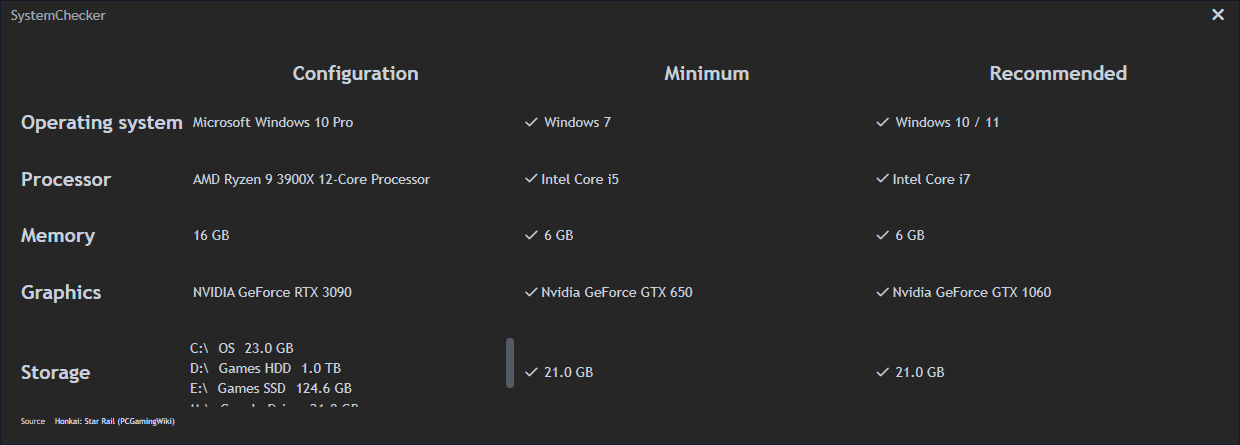 SystemChecker
Configuration Minimum Recommended
Operating system Microsoft Windows 10 Pro Windows 7 Windows 10 / 11
Processor AMD Ryzen 9 3900X 12-Core Processor Intel Core i5 Intel Core i7
Memory 16 GB 6 GB 6 GB
Graphics NVIDIA GeForce RTX 3090 Nvidia GeForce GTX 650 Nvidia GeForce GTX 1060
C:\ OS 23.0 GB
D:\ Games HDD 1.0 TB
Storage 21.0 GB 21.0 GB
E:\ Games SSD 124.6 GB
Source Honkai: Star Rail (PCGamingWiki)